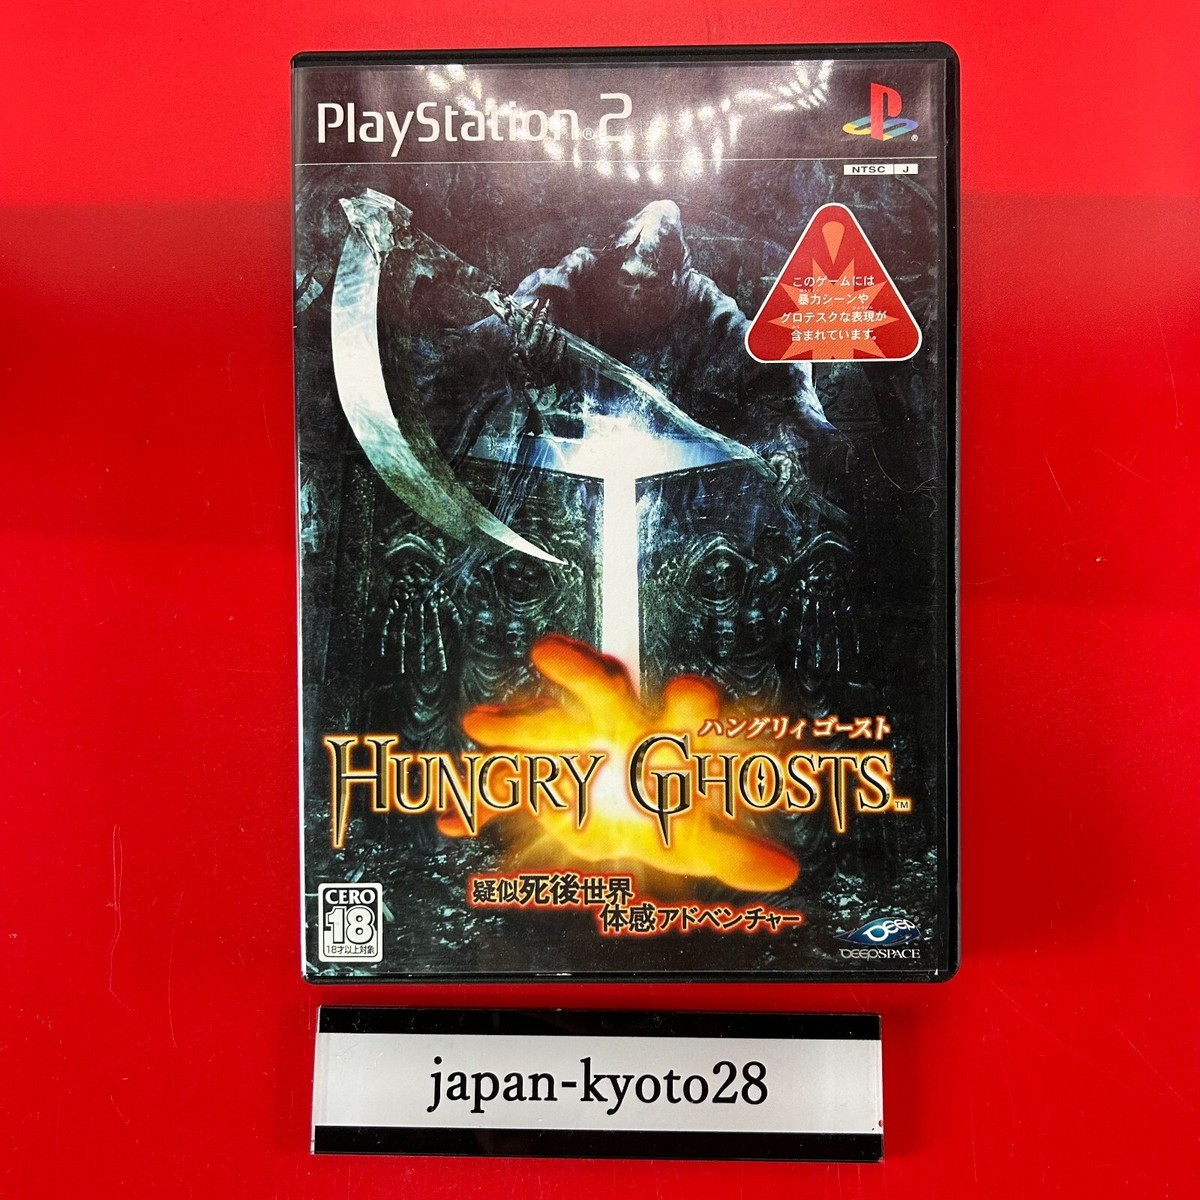 PlayStation®2
NTSC J
このゲームには
暴力シーンや
グロテスクな表現が
含まれています。
ハングリィ ゴースト
HUNGRY GHOSTS™
疑似死後世界
体感アドベンチャー
CERO
18
18才以上対象
DEEP
DEEPSPACE
japan-kyoto28